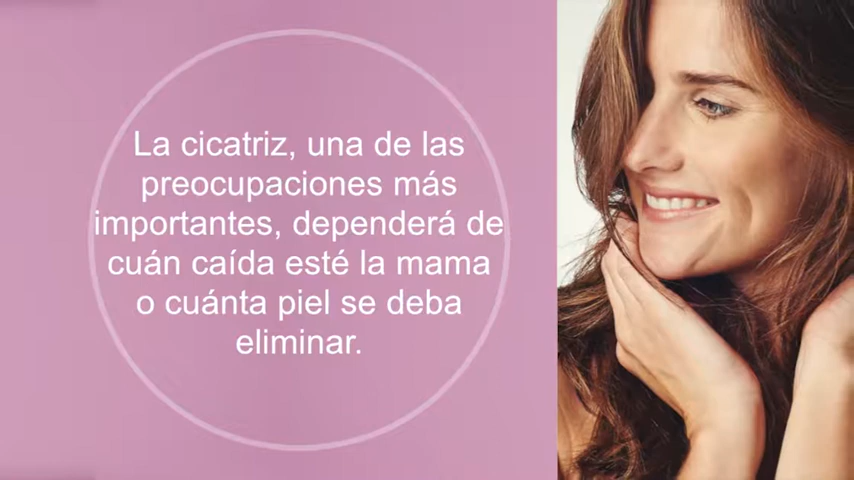 La cicatriz, una de las
preocupaciones más
importantes, dependerá de
cuán caída esté la mama
o cuánta piel se deba
eliminar.